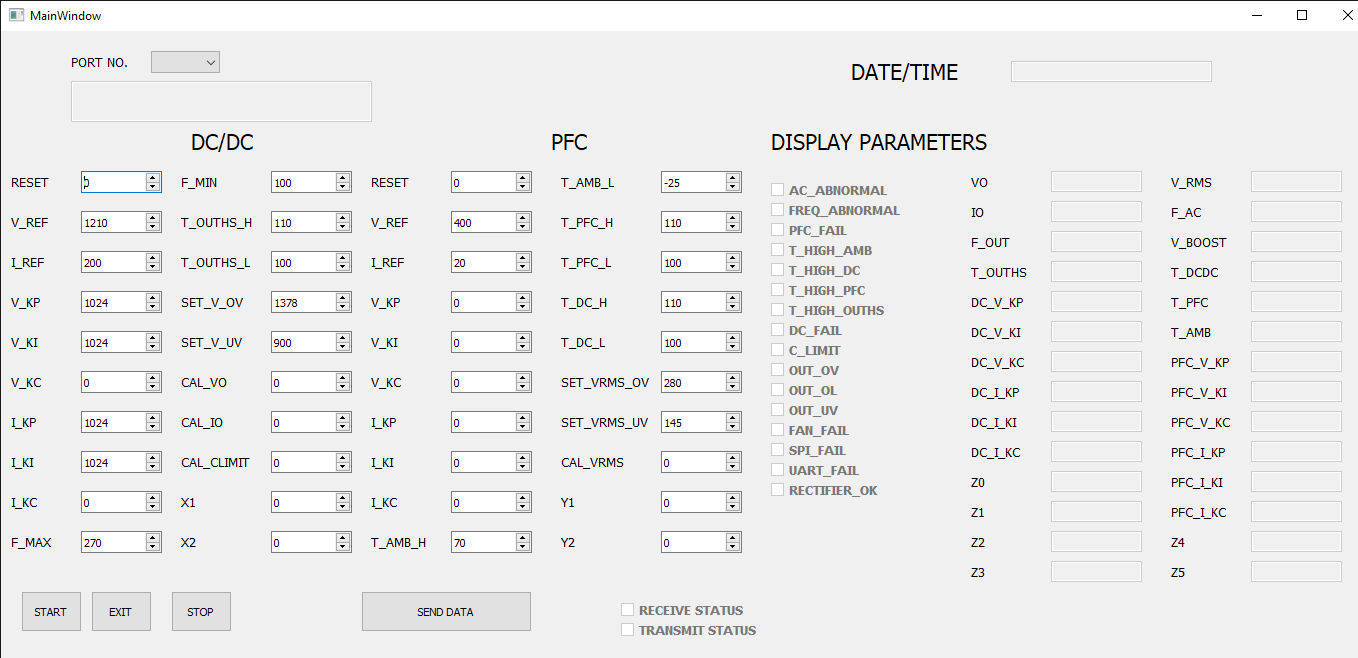 MainWindow
PORT NO.
DATE/TIME
DC/DC PFC DISPLAY PARAMETERS
RESET 0 F_MIN 100 RESET 0 T_AMB_L -25
V_REF 1210 T_OUTHS_H 110 V_REF 400 T_PFC_H 110
I_REF 200 T_OUTHS_L 100 I_REF 20 T_PFC_L 100
V_KP 1024 SET_V_OV 1378 V_KP 0 T_DC_H 110
V_KI 1024 SET_V_UV 900 V_KI 0 T_DC_L 100
V_KC 0 CAL_VO 0 V_KC 0 SET_VRMS_OV 280
I_KP 1024 CAL_IO 0 I_KP 0 SET_VRMS_UV 145
I_KI 1024 CAL_CLIMIT 0 I_KI 0 CAL_VRMS 0
I_KC 0 X1 0 I_KC 0 Y1 0
F_MAX 270 X2 0 T_AMB_H 70 Y2 0
AC_ABNORMAL
FREQ_ABNORMAL
PFC_FAIL
T_HIGH_AMB
T_HIGH_DC
T_HIGH_PFC
T_HIGH_OUTHS
DC_FAIL
C_LIMIT
OUT_OV
OUT_OL
OUT_UV
FAN_FAIL
SPI_FAIL
UART_FAIL
RECTIFIER_OK
VO V_RMS
IO F_AC
F_OUT V_BOOST
T_OUTHS T_DCDC
DC_V_KP T_PFC
DC_V_KI T_AMB
DC_V_KC PFC_V_KP
DC_I_KP PFC_V_KI
DC_I_KI PFC_V_KC
DC_I_KC PFC_I_KP
Z0 PFC_I_KI
Z1 PFC_I_KC
Z2 Z4
Z3 Z5
START EXIT STOP SEND DATA
RECEIVE STATUS
TRANSMIT STATUS